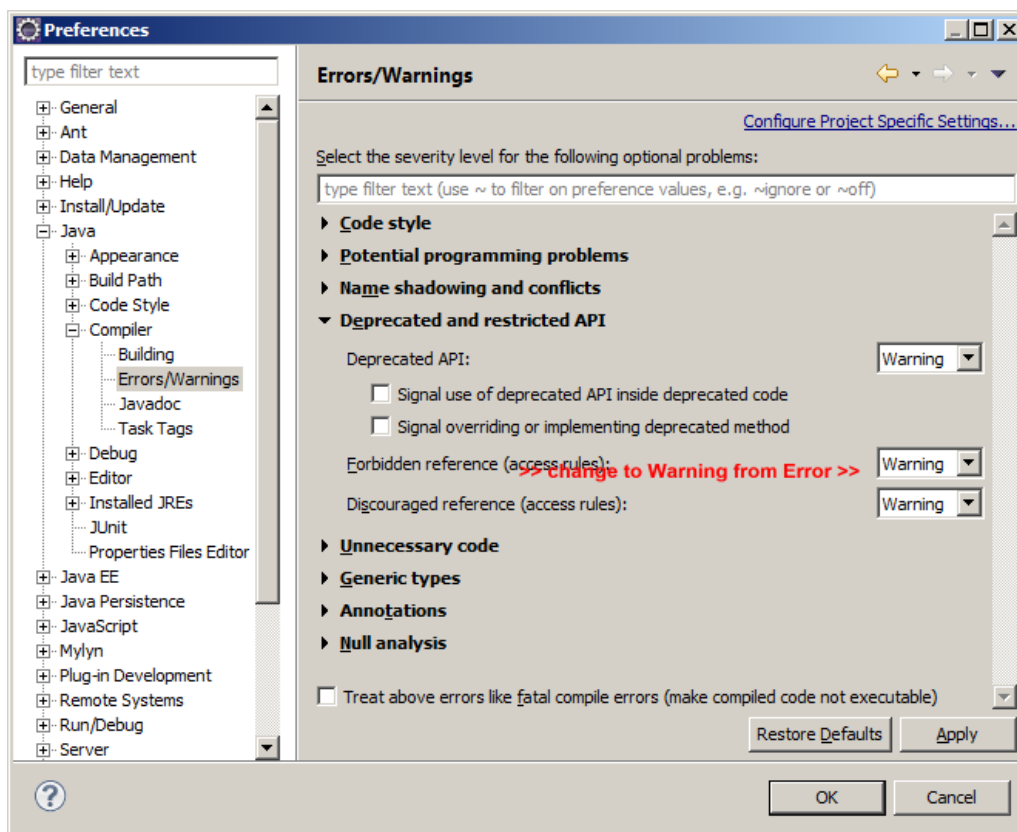 Preferences
type filter text
General
Ant
Data Management
Help
Install/Update
Java
Appearance
Build Path
Code Style
Compiler
Building
Errors/Warnings
Javadoc
Task Tags
Debug
Editor
Installed JREs
JUnit
Properties Files Editor
Java EE
Java Persistence
JavaScript
Mylyn
Plug-in Development
Remote Systems
Run/Debug
Server
Errors/Warnings
Configure Project Specific Settings...
Select the severity level for the following optional problems:
type filter text (use ~ to filter on preference values, e.g. ~ignore or ~off)
Code style
Potential programming problems
Name shadowing and conflicts
Deprecated and restricted API
Deprecated API: Warning
Signal use of deprecated API inside deprecated code
Signal overriding or implementing deprecated method
Forbidden reference (access rules): Warning
>> change to Warning from Error >>
Discouraged reference (access rules): Warning
Unnecessary code
Generic types
Annotations
Null analysis
Treat above errors like fatal compile errors (make compiled code not executable)
Restore Defaults Apply
? OK Cancel